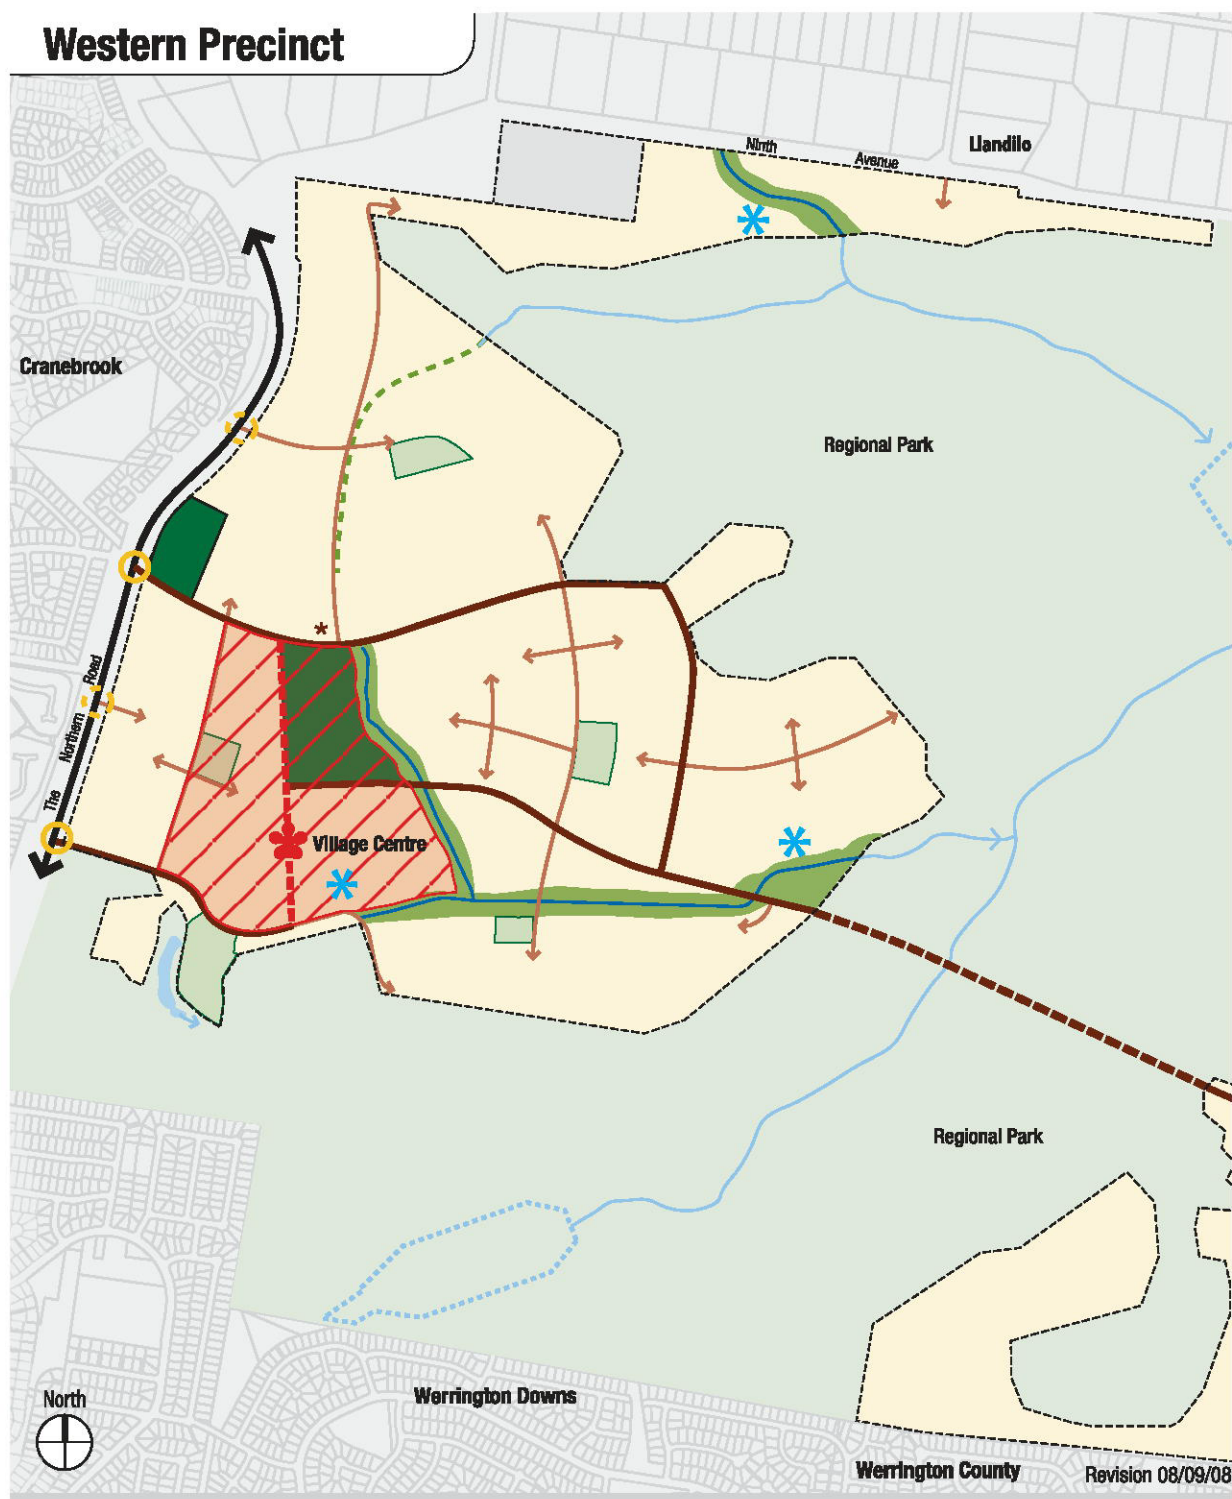 Western Precinct
Ninth
Avenue
Llandilo
Cranebrook
Regional Park
The Northern Road
*
Village Centre
Regional Park
North
Werrington Downs
Werrington County
Revision 08/09/08